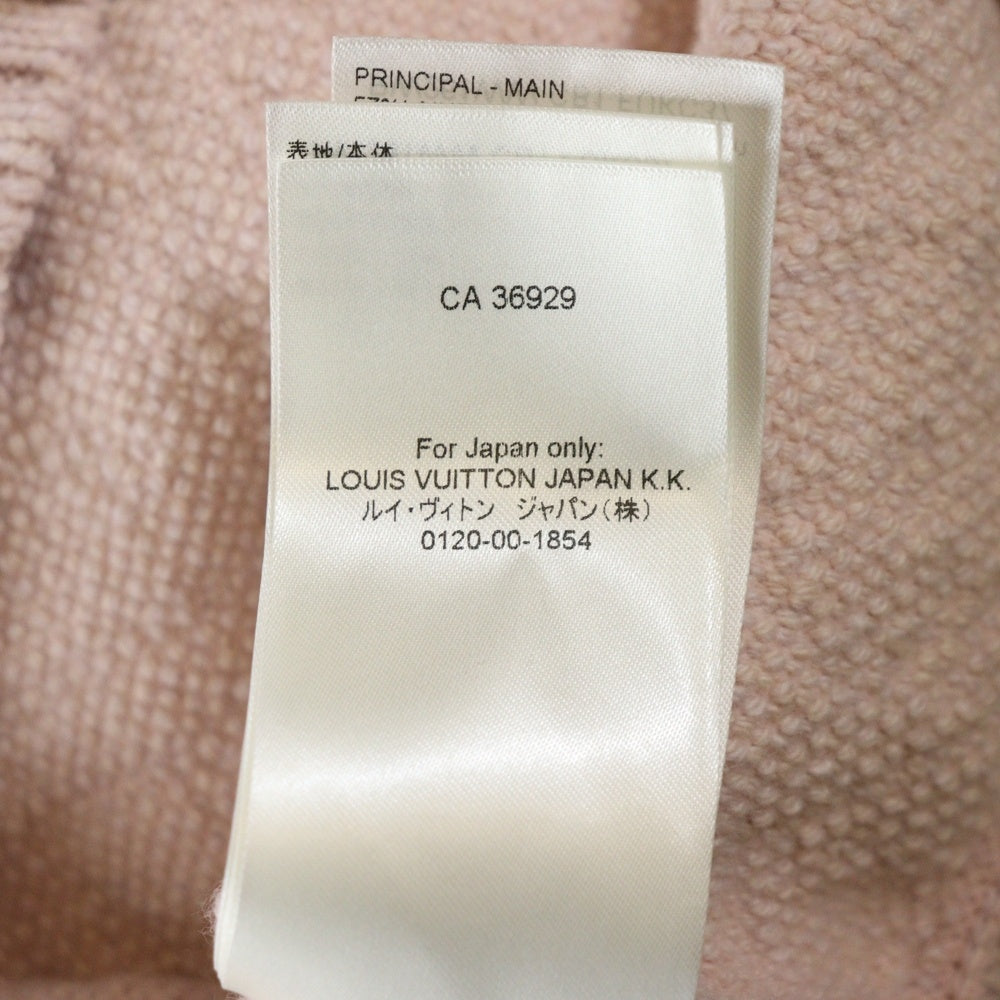 PRINCIPAL - MAIN
表地/本体
CA 36929
For Japan only:
LOUIS VUITTON JAPAN K.K.
ルイ・ヴィトン ジャパン(株)
0120-00-1854